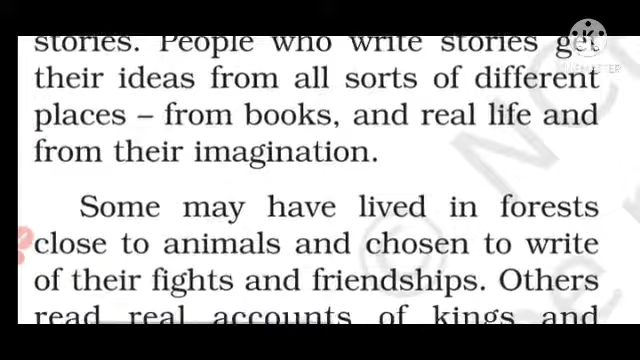 stories. People who write stories get
their ideas from all sorts of different
places – from books, and real life and
from their imagination.
Some may have lived in forests
close to animals and chosen to write
of their fights and friendships. Others
read real accounts of kings and